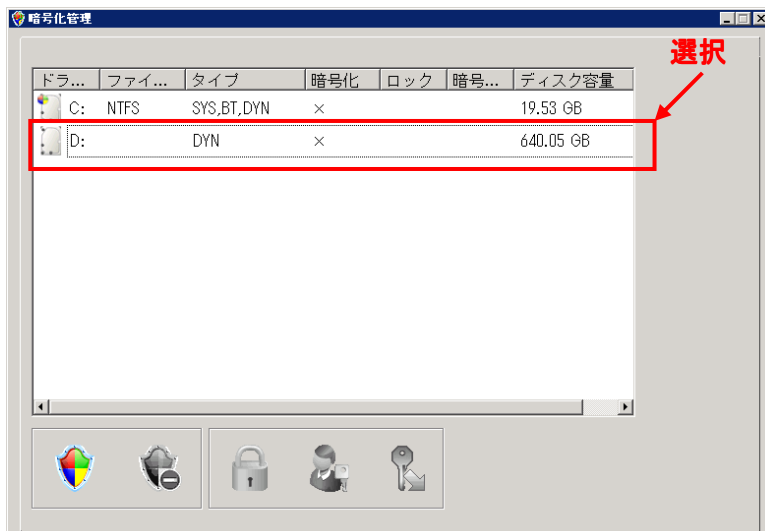 暗号化管理
選択
ドラ... ファイ... タイプ 暗号化 ロック 暗号... ディスク容量
C: NTFS SYS,BT,DYN × 19.53 GB
D: DYN × 640.05 GB